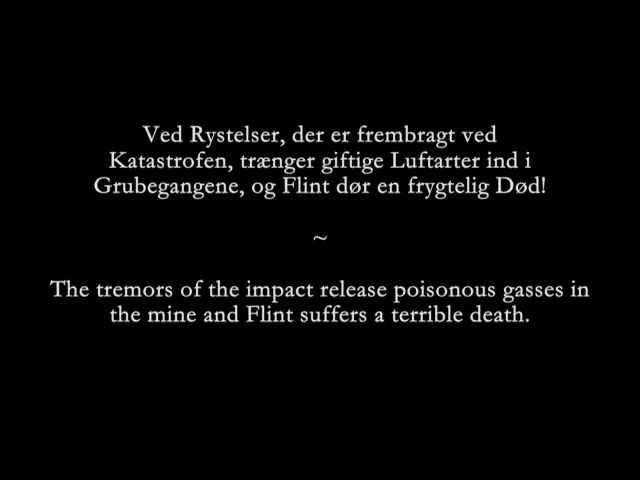 Ved Rystelser, der er frembragt ved
Katastrofen, trænger giftige Luftarter ind i
Grubegangene, og Flint dør en frygtelig Død!
~
The tremors of the impact release poisonous gasses in
the mine and Flint suffers a terrible death.